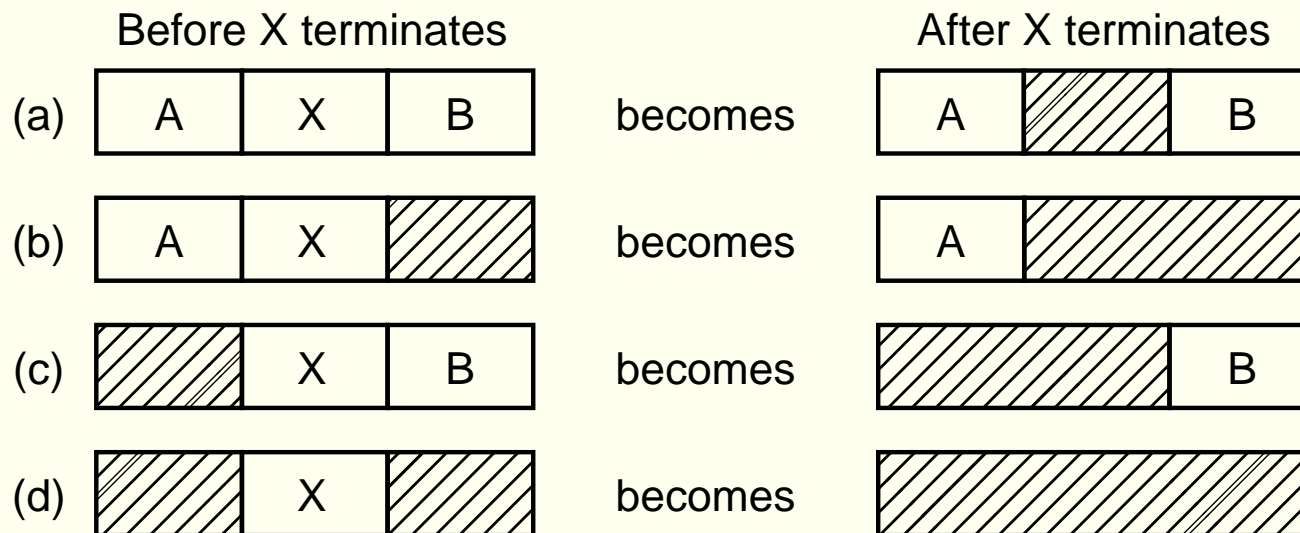 Before X terminates After X terminates
(a) A X B becomes A B
(b) A X becomes A
(c) X B becomes B
(d) X becomes